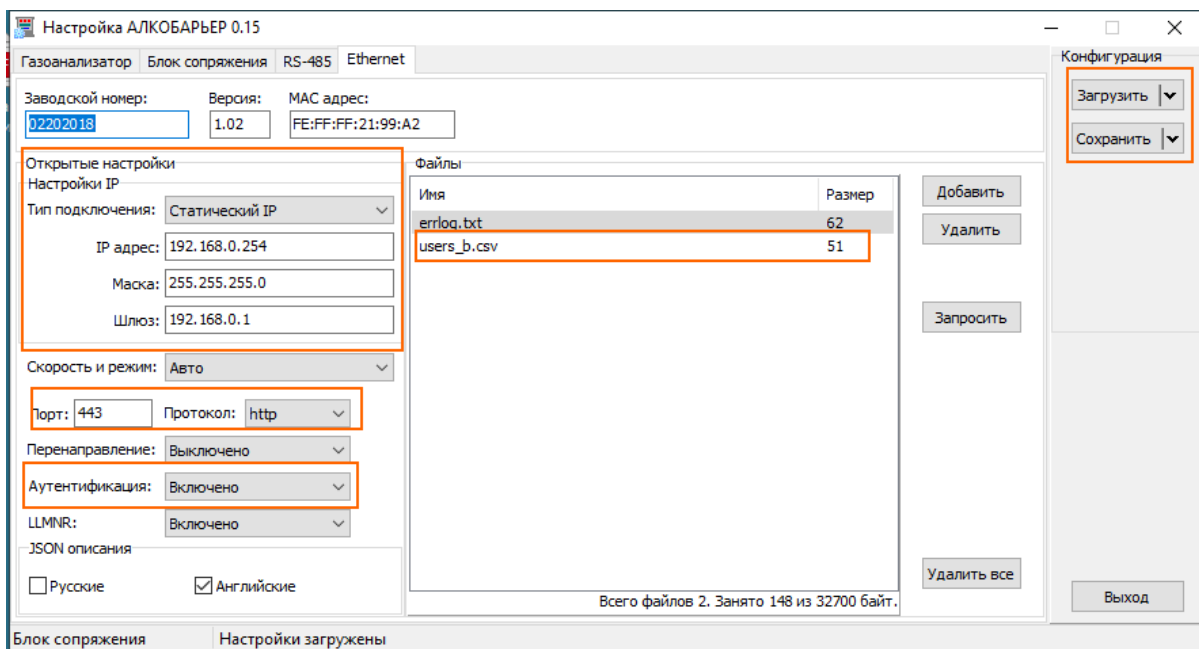 Настройка АЛКОБАРЬЕР 0.15
Газоанализатор Блок сопряжения RS-485 Ethernet
Конфигурация
Загрузить
Сохранить
Заводской номер: Версия: MAC адрес:
02202018 1.02 FE:FF:FF:21:99:A2
Открытые настройки
Настройки IP
Тип подключения: Статический IP
IP адрес: 192.168.0.254
Маска: 255.255.255.0
Шлюз: 192.168.0.1
Скорость и режим: Авто
Порт: 443 Протокол: http
Перенаправление: Выключено
Аутентификация: Включено
LLMNR: Включено
JSON описания
Русские Английские
Файлы
Имя Размер
errlog.txt 62
users_b.csv 51
Всего файлов 2. Занято 148 из 32700 байт.
Добавить
Удалить
Запросить
Удалить все
Выход
Блок сопряжения Настройки загружены